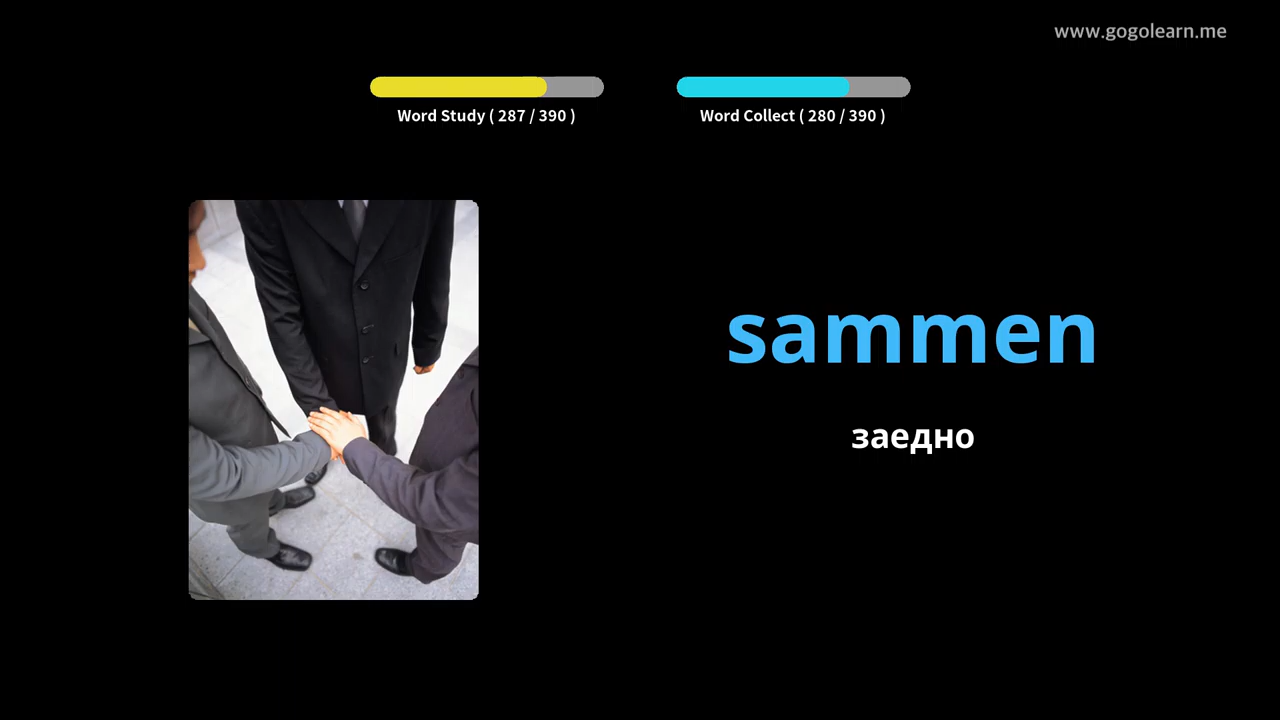 www.gogolearn.me
Word Study ( 287 / 390 )
Word Collect ( 280 / 390 )
sammen
заедно